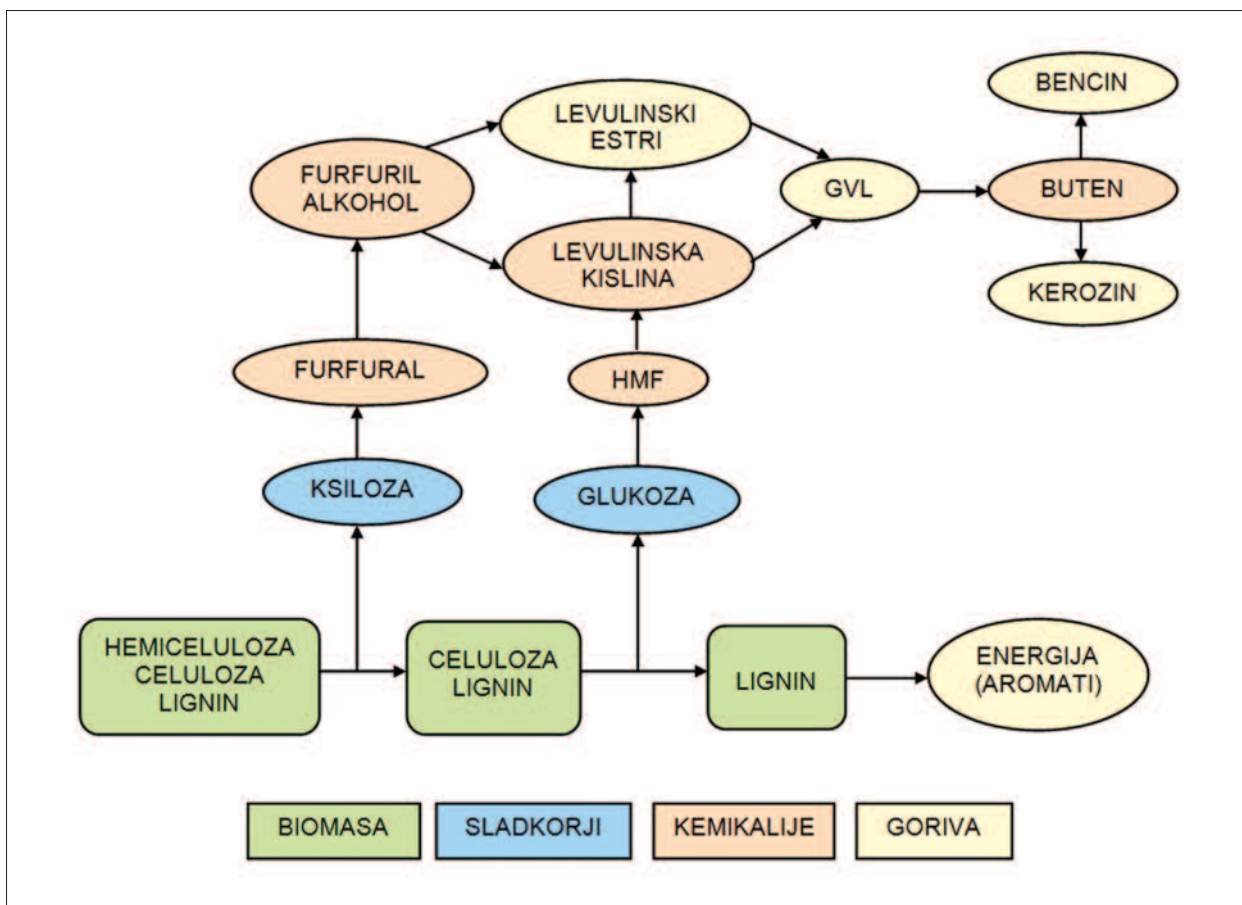 BENCIN
LEVULINSKI
ESTRI
FURFURIL
ALKOHOL
GVL
BUTEN
LEVULINSKA
KISLINA
KEROZIN
FURFURAL
HMF
KSILOZA
GLUKOZA
HEMICELULOZA
CELULOZA
LIGNIN
CELULOZA
LIGNIN
LIGNIN
ENERGIJA
(AROMATI)
BIOMASA
SLADKORJI
KEMIKALIJE
GORIVA